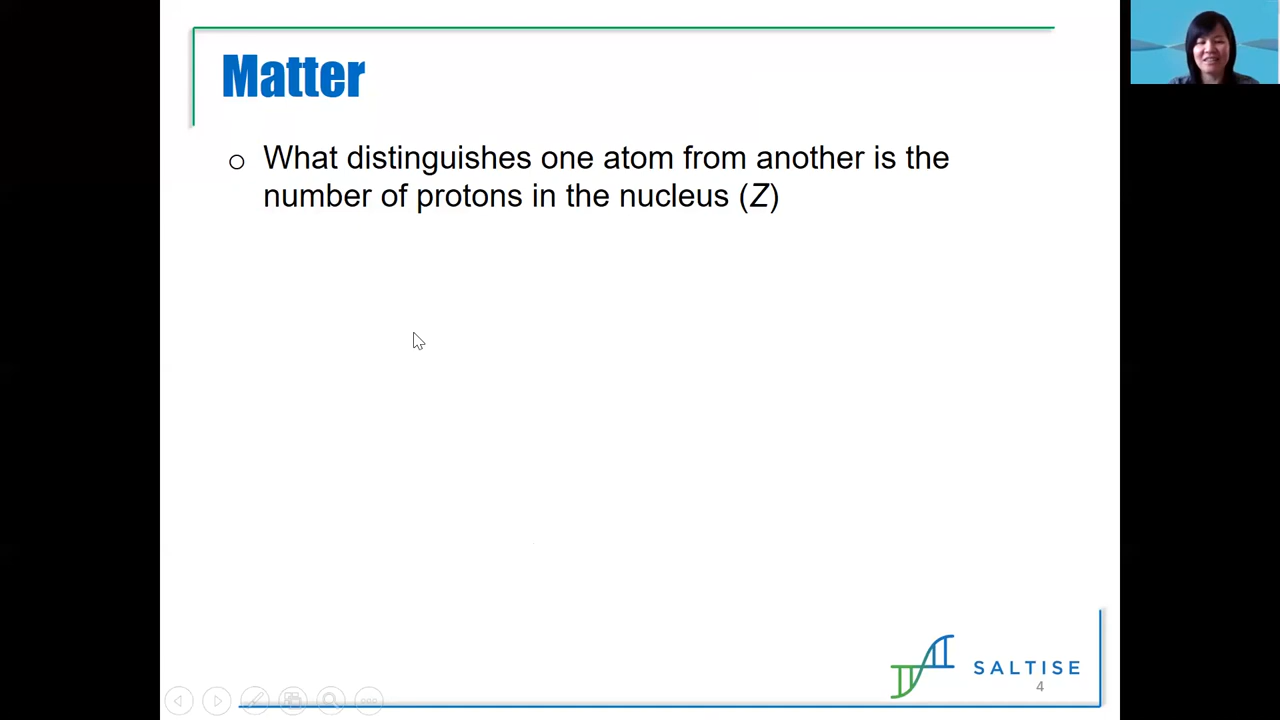 Matter
What distinguishes one atom from another is the
number of protons in the nucleus (Z)
SALTISE
4